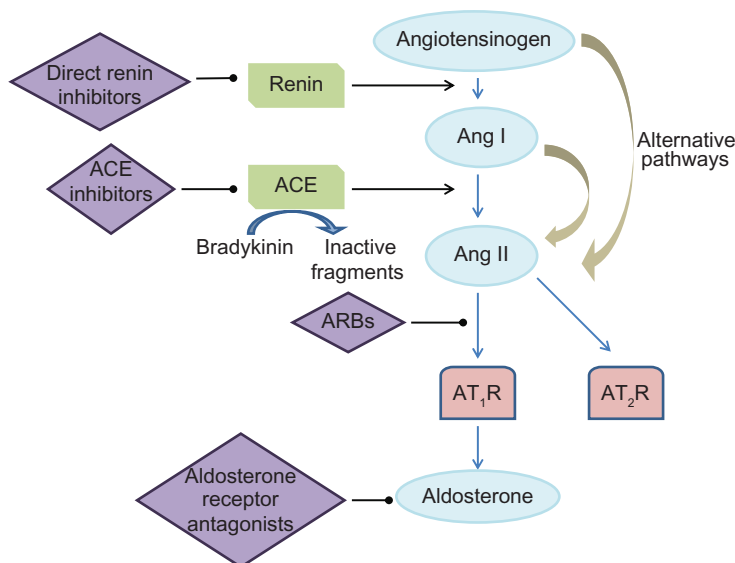 Angiotensinogen
Direct renin
inhibitors
Renin
Ang I
Alternative
pathways
ACE
inhibitors
ACE
Bradykinin
Inactive
fragments
Ang II
ARBs
AT₁R
AT₂R
Aldosterone
receptor
antagonists
Aldosterone